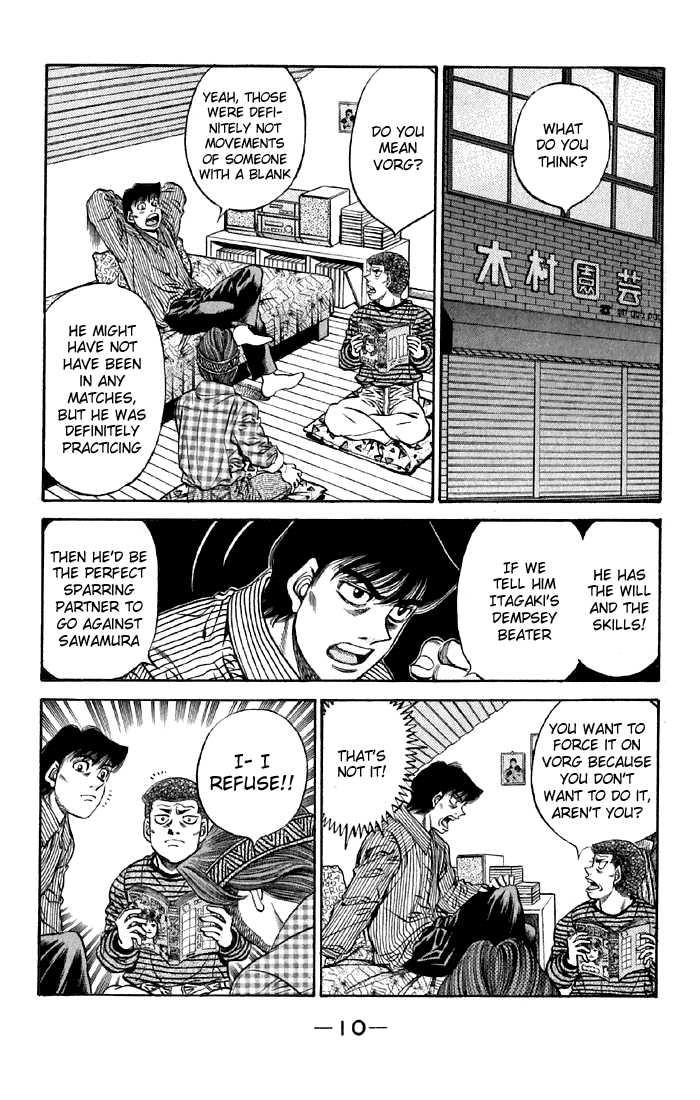 WHAT
DO YOU
THINK?
木村園芸
DO YOU
MEAN
VORG?
YEAH, THOSE
WERE DEFI-
NITELY NOT
MOVEMENTS
OF SOMEONE
WITH A BLANK
HE MIGHT
HAVE NOT
HAVE BEEN
IN ANY
MATCHES,
BUT HE WAS
DEFINITELY
PRACTICING
HE HAS
THE WILL
AND THE
SKILLS!
IF WE
TELL HIM
ITAGAKI'S
DEMPSEY
BEATER
THEN HE'D BE
THE PERFECT
SPARRING
PARTNER TO
GO AGAINST
SAWAMURA
YOU WANT TO
FORCE IT ON
VORG BECAUSE
YOU DON'T
WANT TO DO IT,
AREN'T YOU?
THAT'S
NOT IT!
I- I
REFUSE!!
—10—